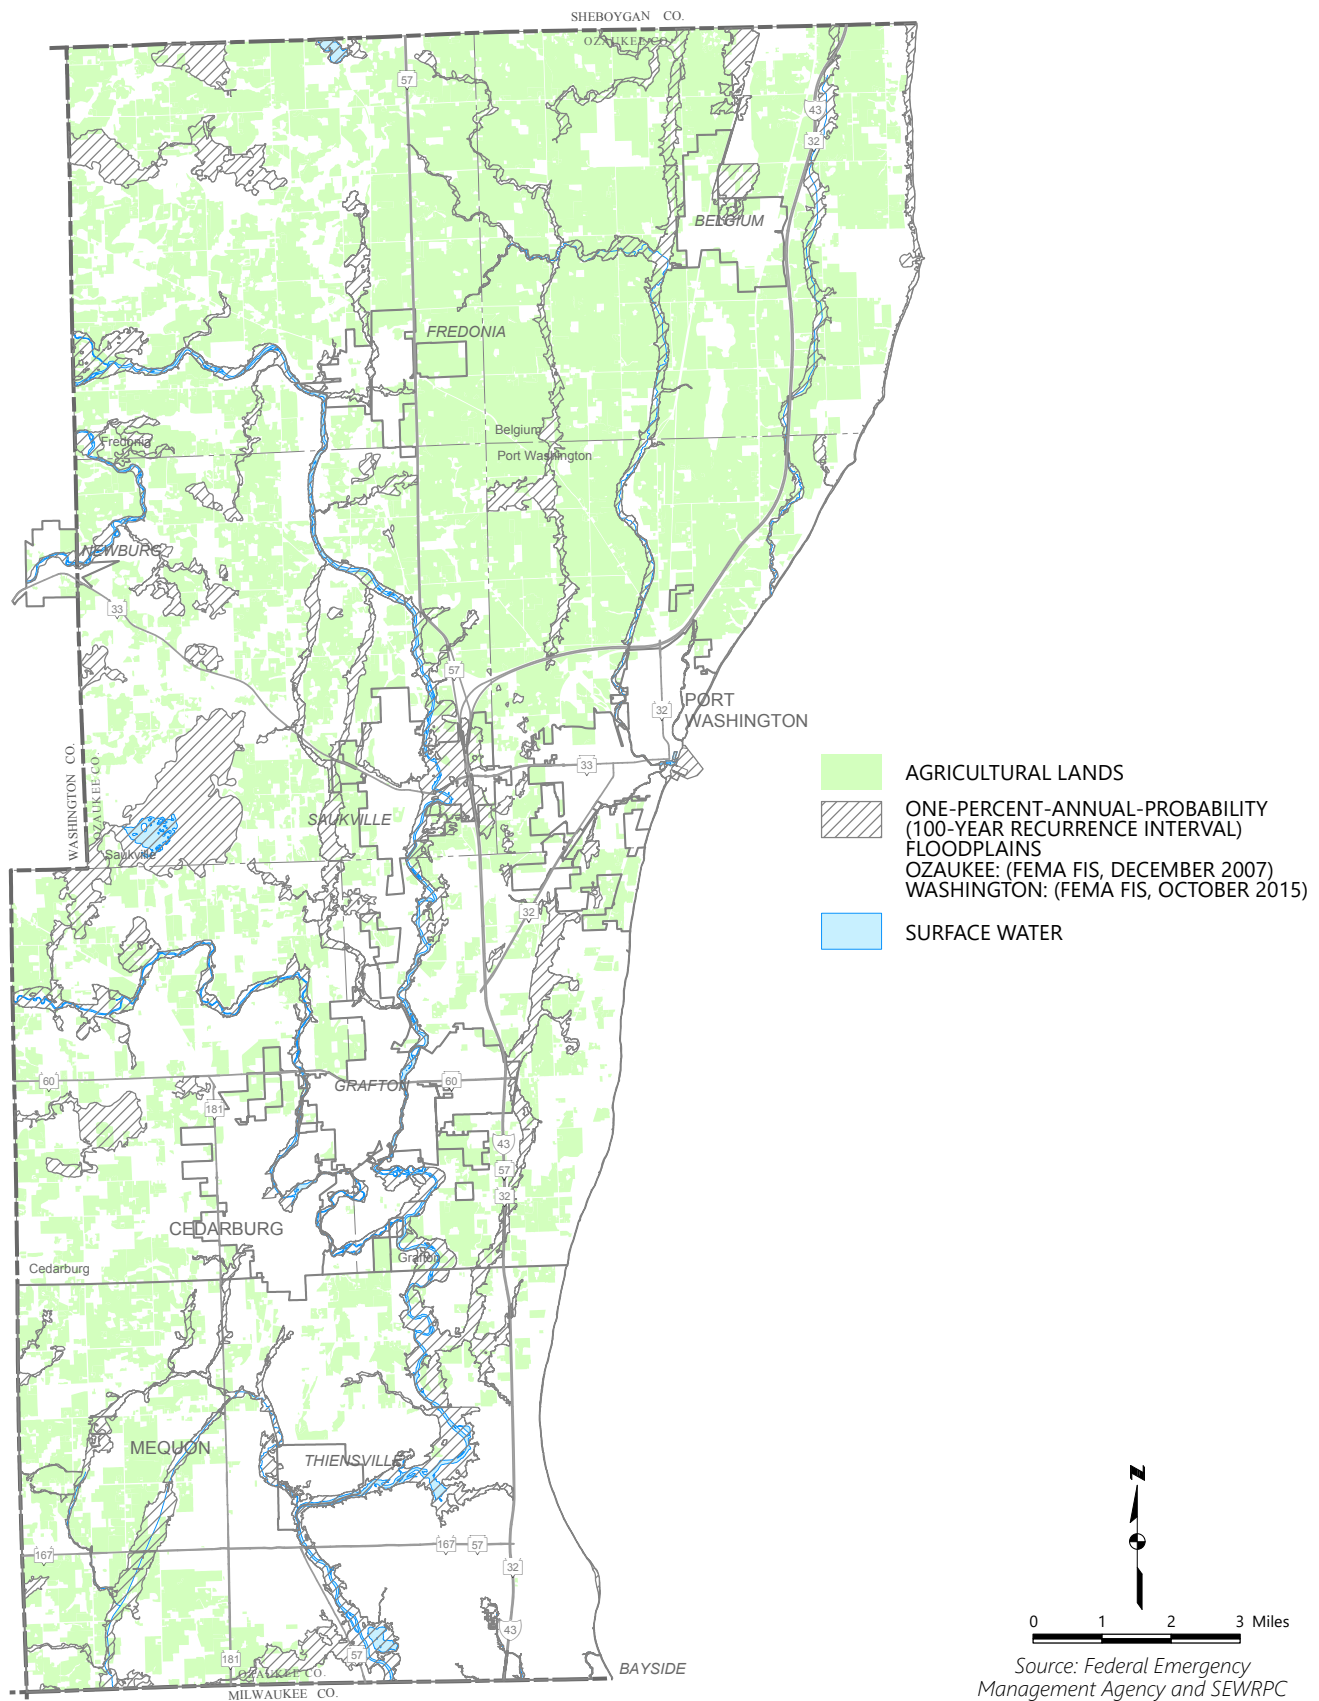 SHEBOYGAN CO.
OZAUKEE CO.
57
43
32
BELGIUM
FREDONIA
Belgium
Port Washington
Fredonia
NEWBURG
33
57
32
PORT
WASHINGTON
WASHINGTON CO.
OZAUKEE CO.
33
SAUKVILLE
Saukville
32
AGRICULTURAL LANDS
ONE-PERCENT-ANNUAL-PROBABILITY
(100-YEAR RECURRENCE INTERVAL)
FLOODPLAINS
OZAUKEE: (FEMA FIS, DECEMBER 2007)
WASHINGTON: (FEMA FIS, OCTOBER 2015)
SURFACE WATER
60
GRAFTON
60
181
43
57
32
CEDARBURG
Grafton
Cedarburg
MEQUON
THIENSVILLE
167
167
57
32
43
181
57
OZAUKEE CO.
MILWAUKEE CO.
BAYSIDE
N
0 1 2 3 Miles
Source: Federal Emergency
Management Agency and SEWRPC